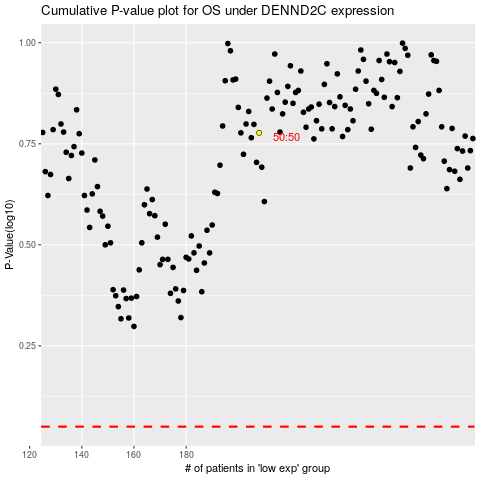 Cumulative P-value plot for OS under DENND2C expression
1.00
0.75
50:50
0.50
0.25
P-Value(log10)
120 140 160 180
# of patients in 'low exp' group